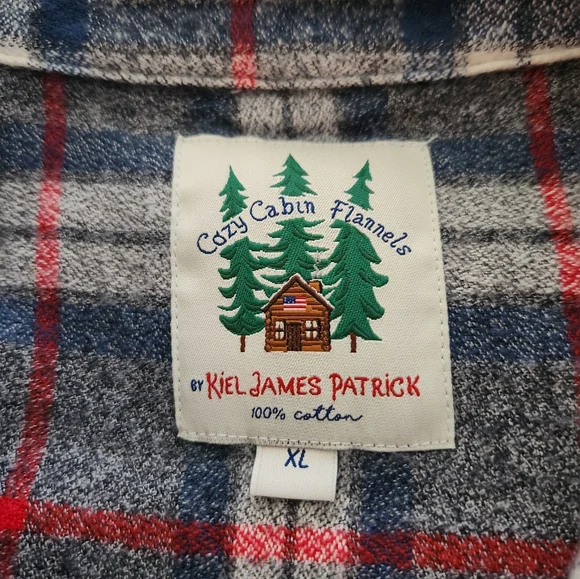 Cozy Cabin Flannels
BY KIEL JAMES PATRICK
100% cotton
XL